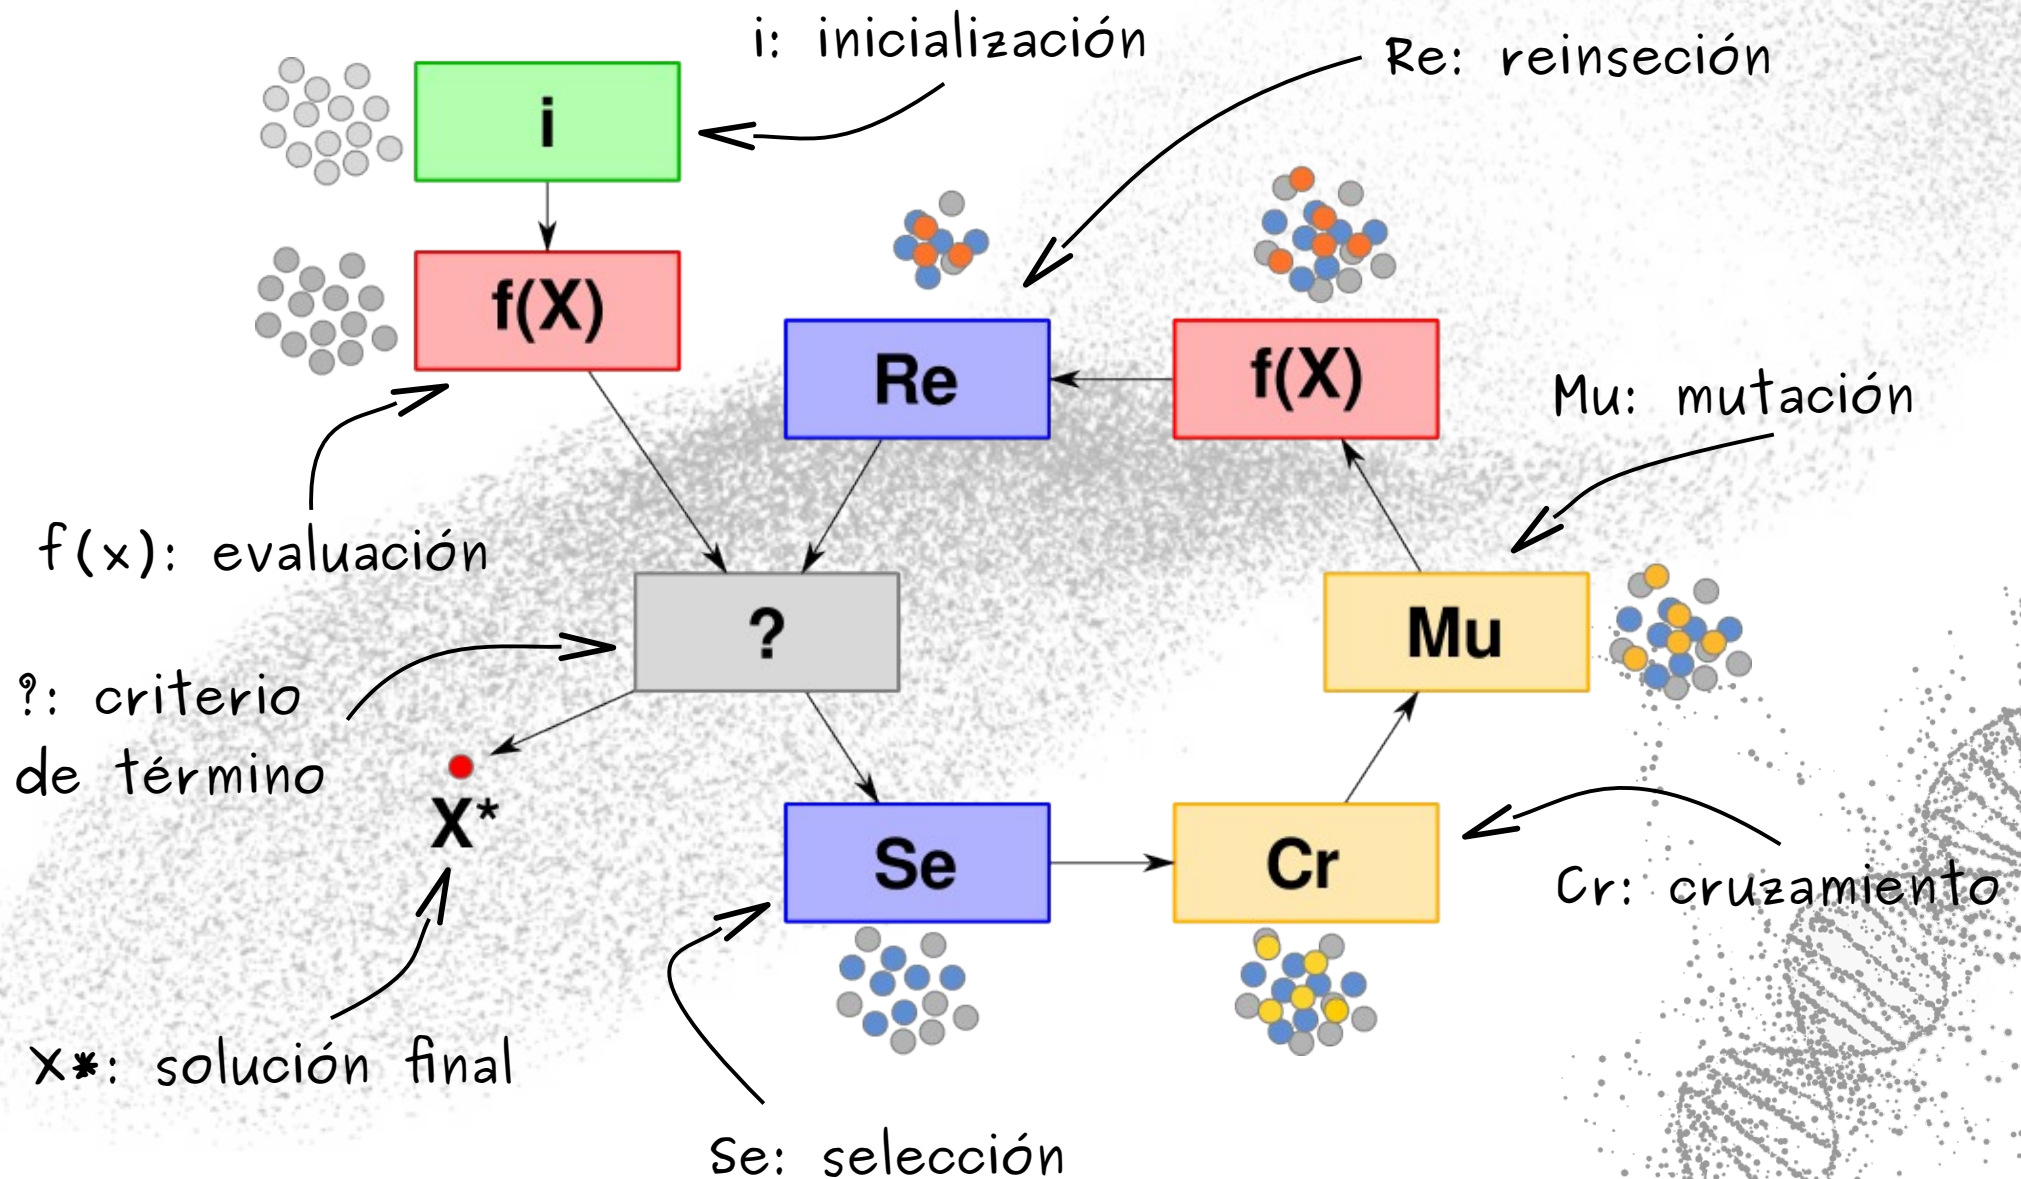 i: inicialización
Re: reinseción
i
f(X)
Re
f(X)
Mu: mutación
f(x): evaluación
?
Mu
?: criterio
de término
X*
Se
Cr
Cr: cruzamiento
X*: solución final
Se: selección